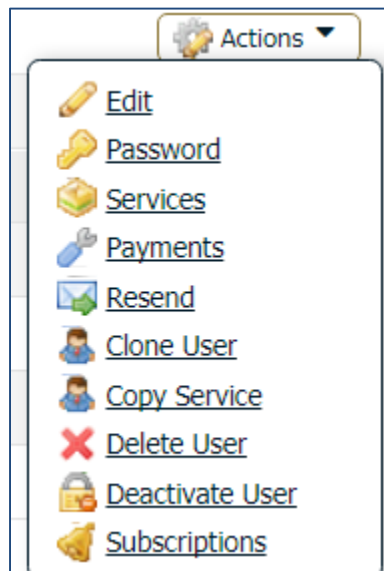 Actions
Edit
Password
Services
Payments
Resend
Clone User
Copy Service
Delete User
Deactivate User
Subscriptions